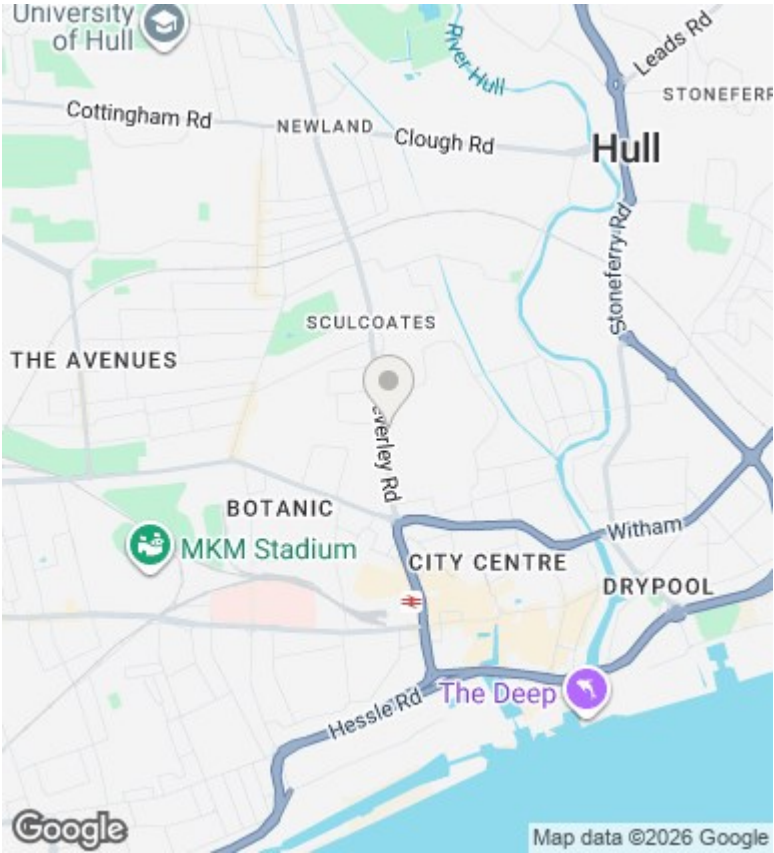 University
of Hull
Leads Rd
River Hull
STONEFERR
Cottingham Rd
NEWLAND
Clough Rd
Hull
Stoneferry Rd
SCULCOATES
THE AVENUES
everley Rd
BOTANIC
Witham
MKM Stadium
CITY CENTRE
DRYPOOL
The Deep
Hessle Rd
Google
Map data ©2026 Google